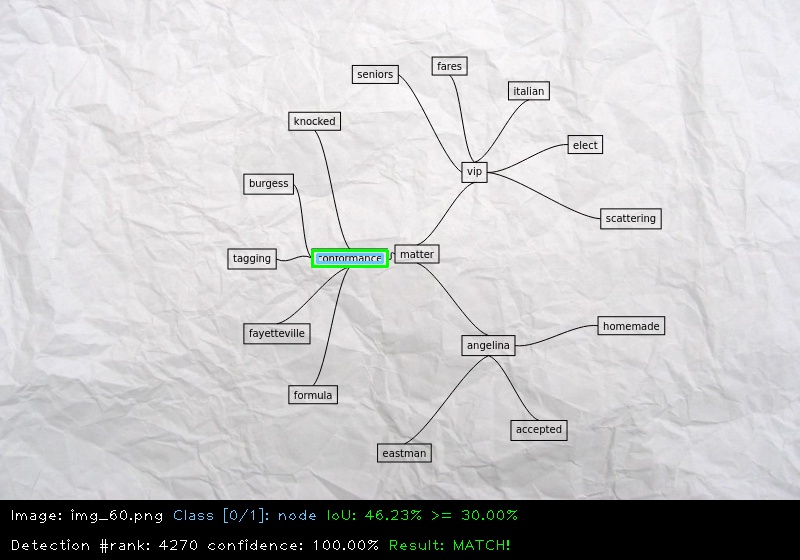 fares
seniors
italian
knocked
elect
vip
burgess
scattering
matter
tagging
conformance
homemade
fayetteville
angelina
formula
accepted
eastman
Image: img_60.png Class [0/1]: node IoU: 46.23% >= 30.00%
Detection #rank: 4270 confidence: 100.00% Result: MATCH!